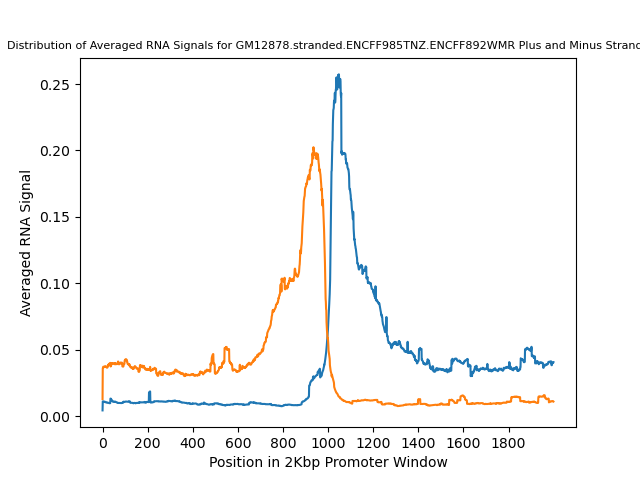 Distribution of Averaged RNA Signals for GM12878.stranded.ENCFF985TNZ.ENCFF892WMR Plus and Minus Strand
0.25
0.20
0.15
0.10
0.05
0.00
Averaged RNA Signal
0 200 400 600 800 1000 1200 1400 1600 1800
Position in 2Kbp Promoter Window